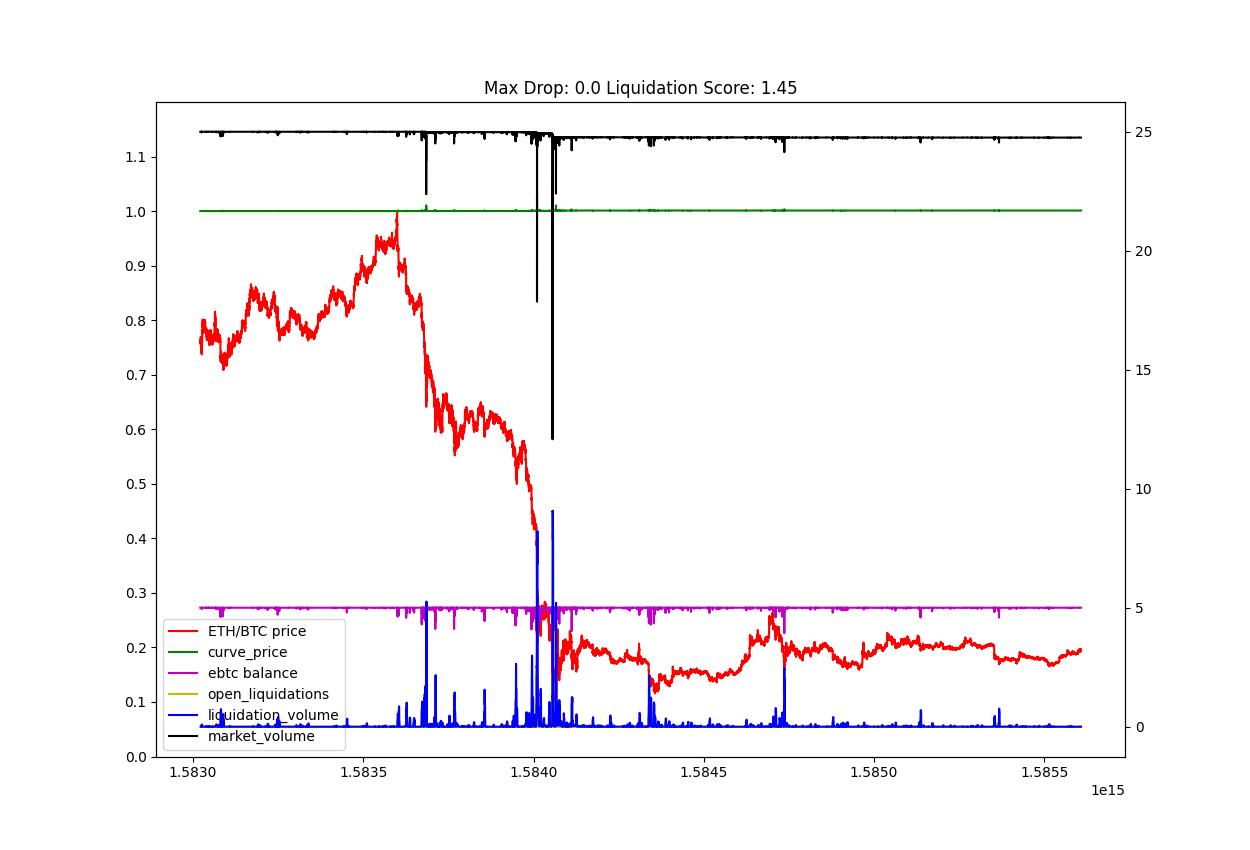 Max Drop: 0.0 Liquidation Score: 1.45
1.1
1.0
0.9
0.8
0.7
0.6
0.5
0.4
0.3
0.2
0.1
0.0
25
20
15
10
5
0
ETH/BTC price
curve_price
ebtc balance
open_liquidations
liquidation_volume
market_volume
1.5830 1.5835 1.5840 1.5845 1.5850 1.5855
1e15